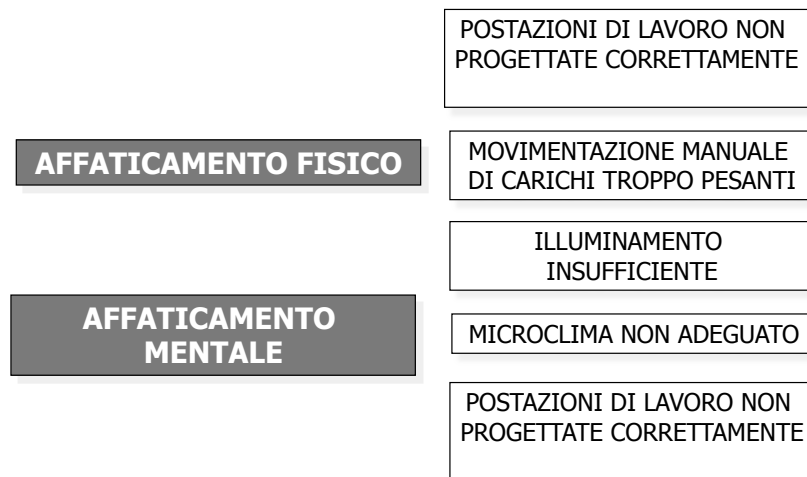 POSTAZIONI DI LAVORO NON
PROGETTATE CORRETTAMENTE
AFFATICAMENTO FISICO
MOVIMENTAZIONE MANUALE
DI CARICHI TROPPO PESANTI
ILLUMINAMENTO
INSUFFICIENTE
AFFATICAMENTO
MENTALE
MICROCLIMA NON ADEGUATO
POSTAZIONI DI LAVORO NON
PROGETTATE CORRETTAMENTE